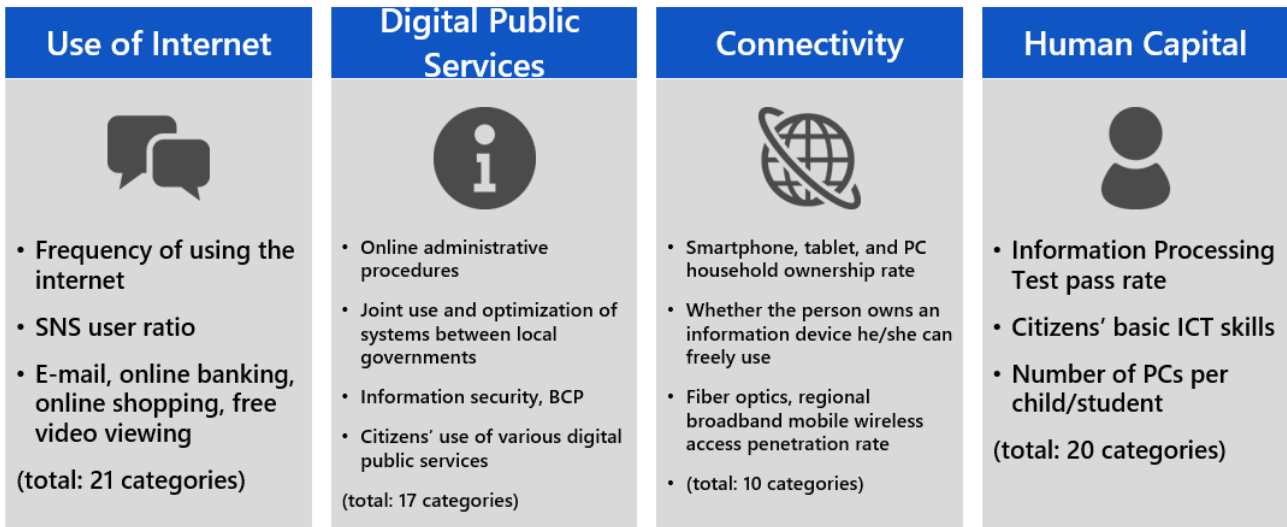 Use of Internet
• Frequency of using the
internet
• SNS user ratio
• E-mail, online banking,
online shopping, free
video viewing
(total: 21 categories)
Digital Public
Services
• Online administrative
procedures
• Joint use and optimization of
systems between local
governments
• Information security, BCP
• Citizens’ use of various digital
public services
(total: 17 categories)
Connectivity
• Smartphone, tablet, and PC
household ownership rate
• Whether the person owns an
information device he/she can
freely use
• Fiber optics, regional
broadband mobile wireless
access penetration rate
• (total: 10 categories)
Human Capital
• Information Processing
Test pass rate
• Citizens’ basic ICT skills
• Number of PCs per
child/student
(total: 20 categories)